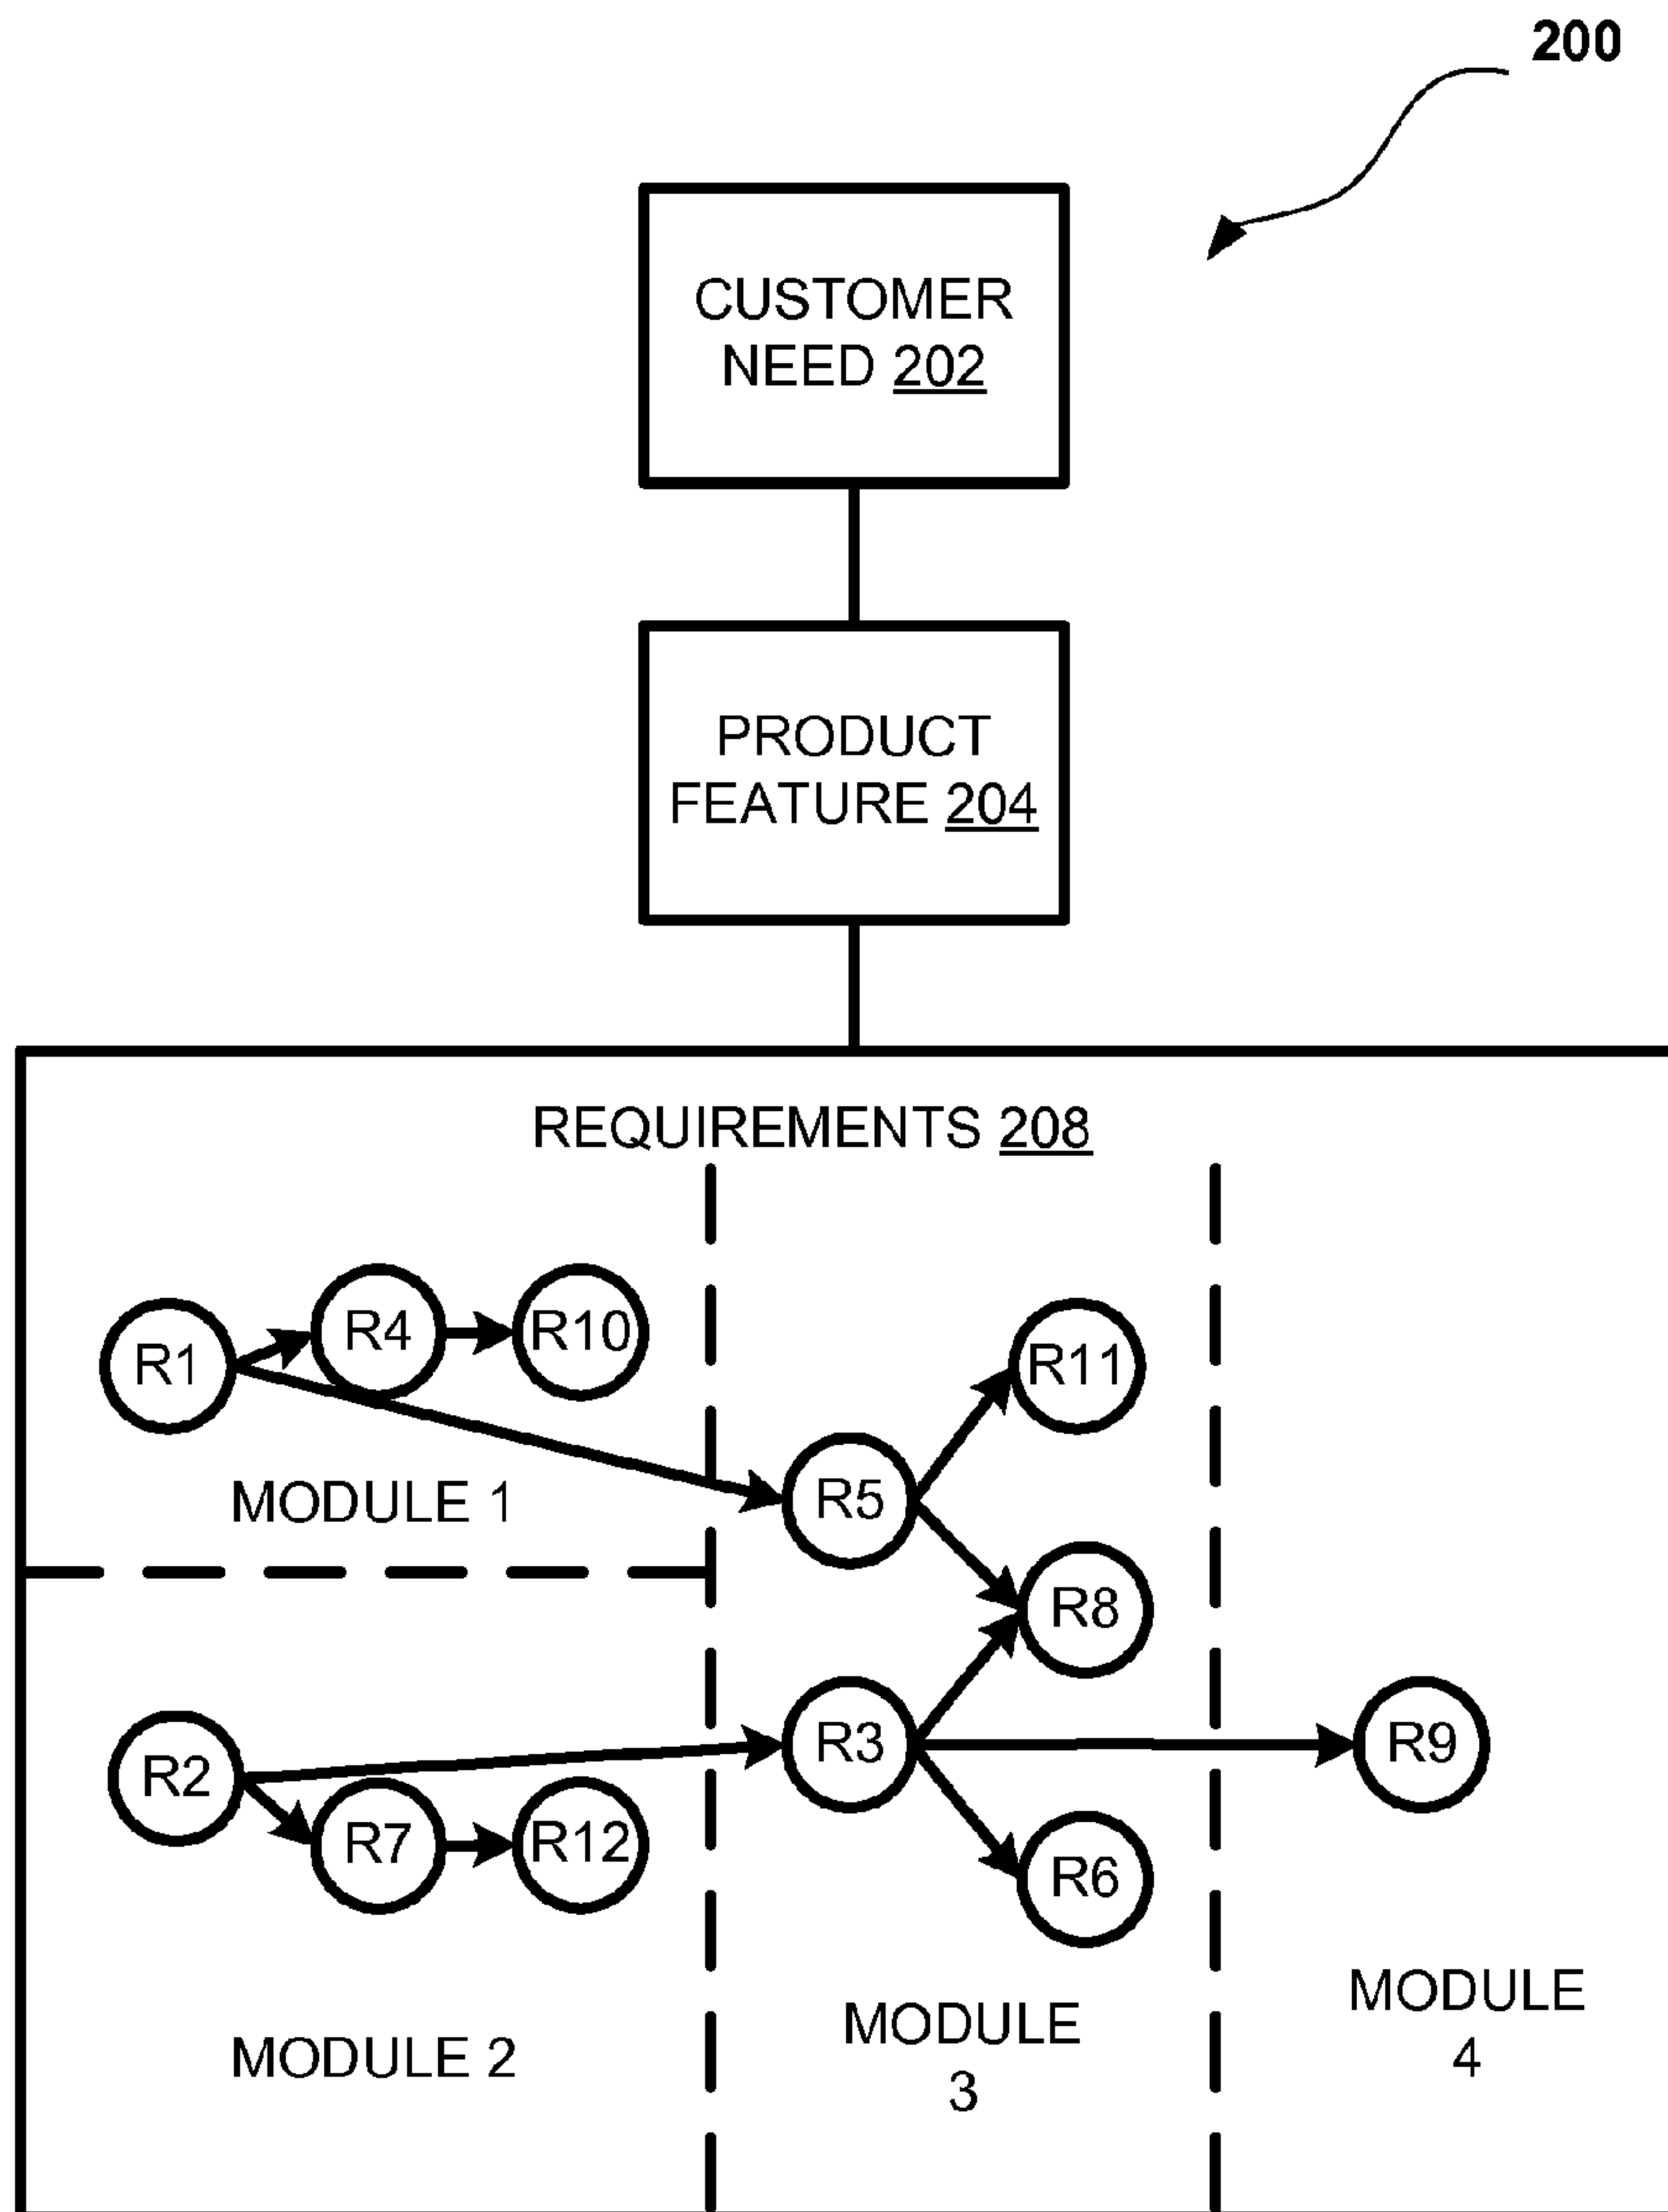 200
CUSTOMER
NEED 202
PRODUCT
FEATURE 204
REQUIREMENTS 208
R1
R4
R10
R11
R5
MODULE 1
R8
R2
R3
R9
R7
R12
R6
MODULE 2
MODULE
3
MODULE
4